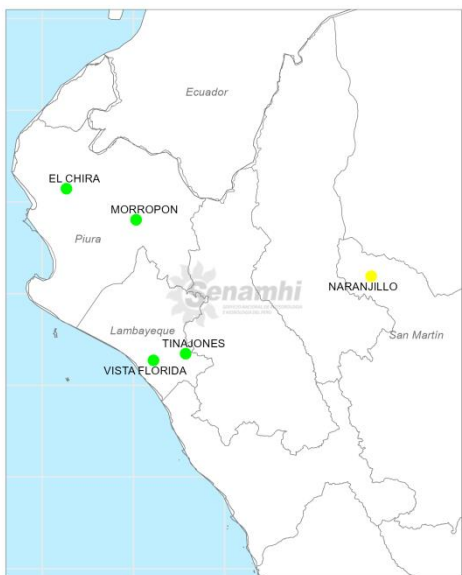 Ecuador
EL CHIRA
MORROPON
Piura
Senamhi
NARANJILLO
Lambayeque
San Martín
TINAJONES
VISTA FLORIDA